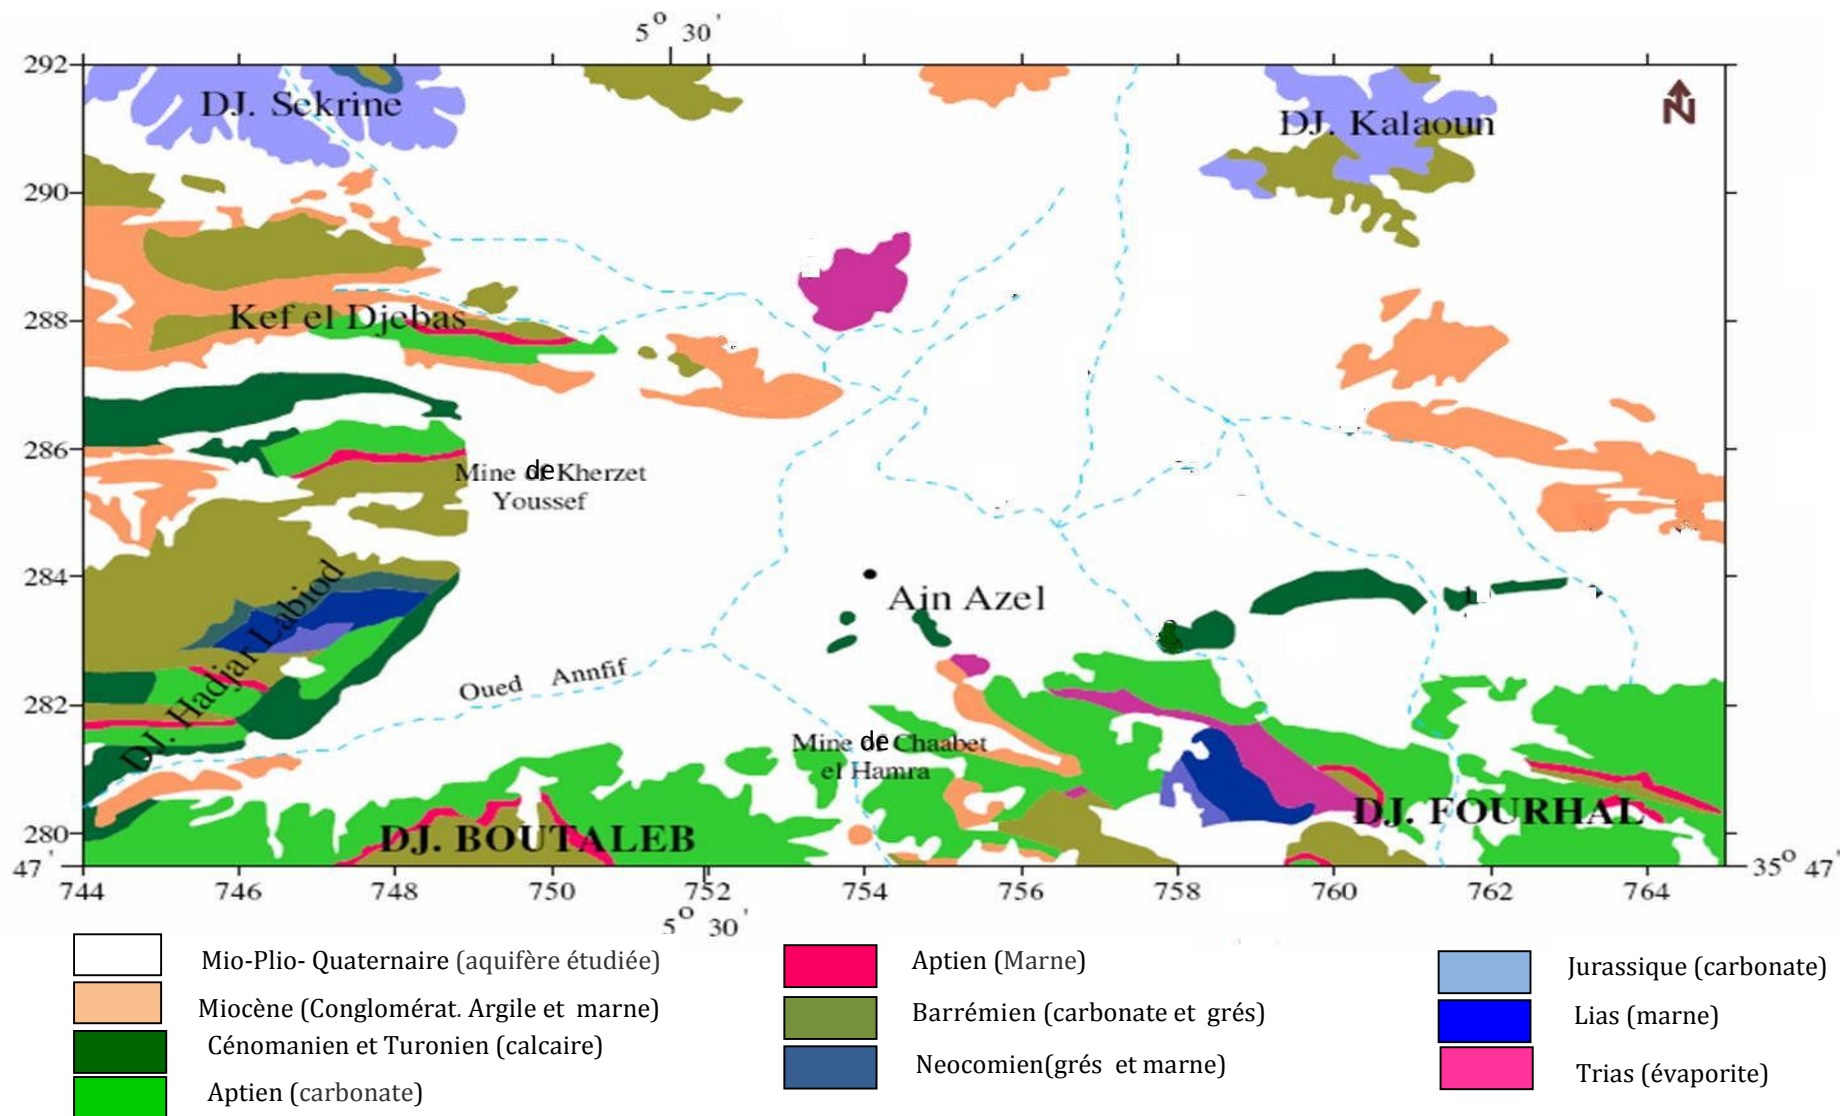 5° 30'
292
DJ. Sekrine
DJ. Kalaoun
N
290
288
Kef el Djebas
286
Mine de Kherzet
Youssef
284
Ain Azel
DJ. Hadjar Labiod
Oued Annfif
282
Mine de Chaabet
el Hamra
DJ. BOUTALEB
DJ. FOURHAL
280
47'
35° 47'
744 746 748 750 752 754 756 758 760 762 764
5° 30'
Mio-Plio- Quaternaire (aquifère étudiée)
Miocène (Conglomérat. Argile et marne)
Cénomanien et Turonien (calcaire)
Aptien (carbonate)
Aptien (Marne)
Barrémien (carbonate et grés)
Neocomien(grés et marne)
Jurassique (carbonate)
Lias (marne)
Trias (évaporite)